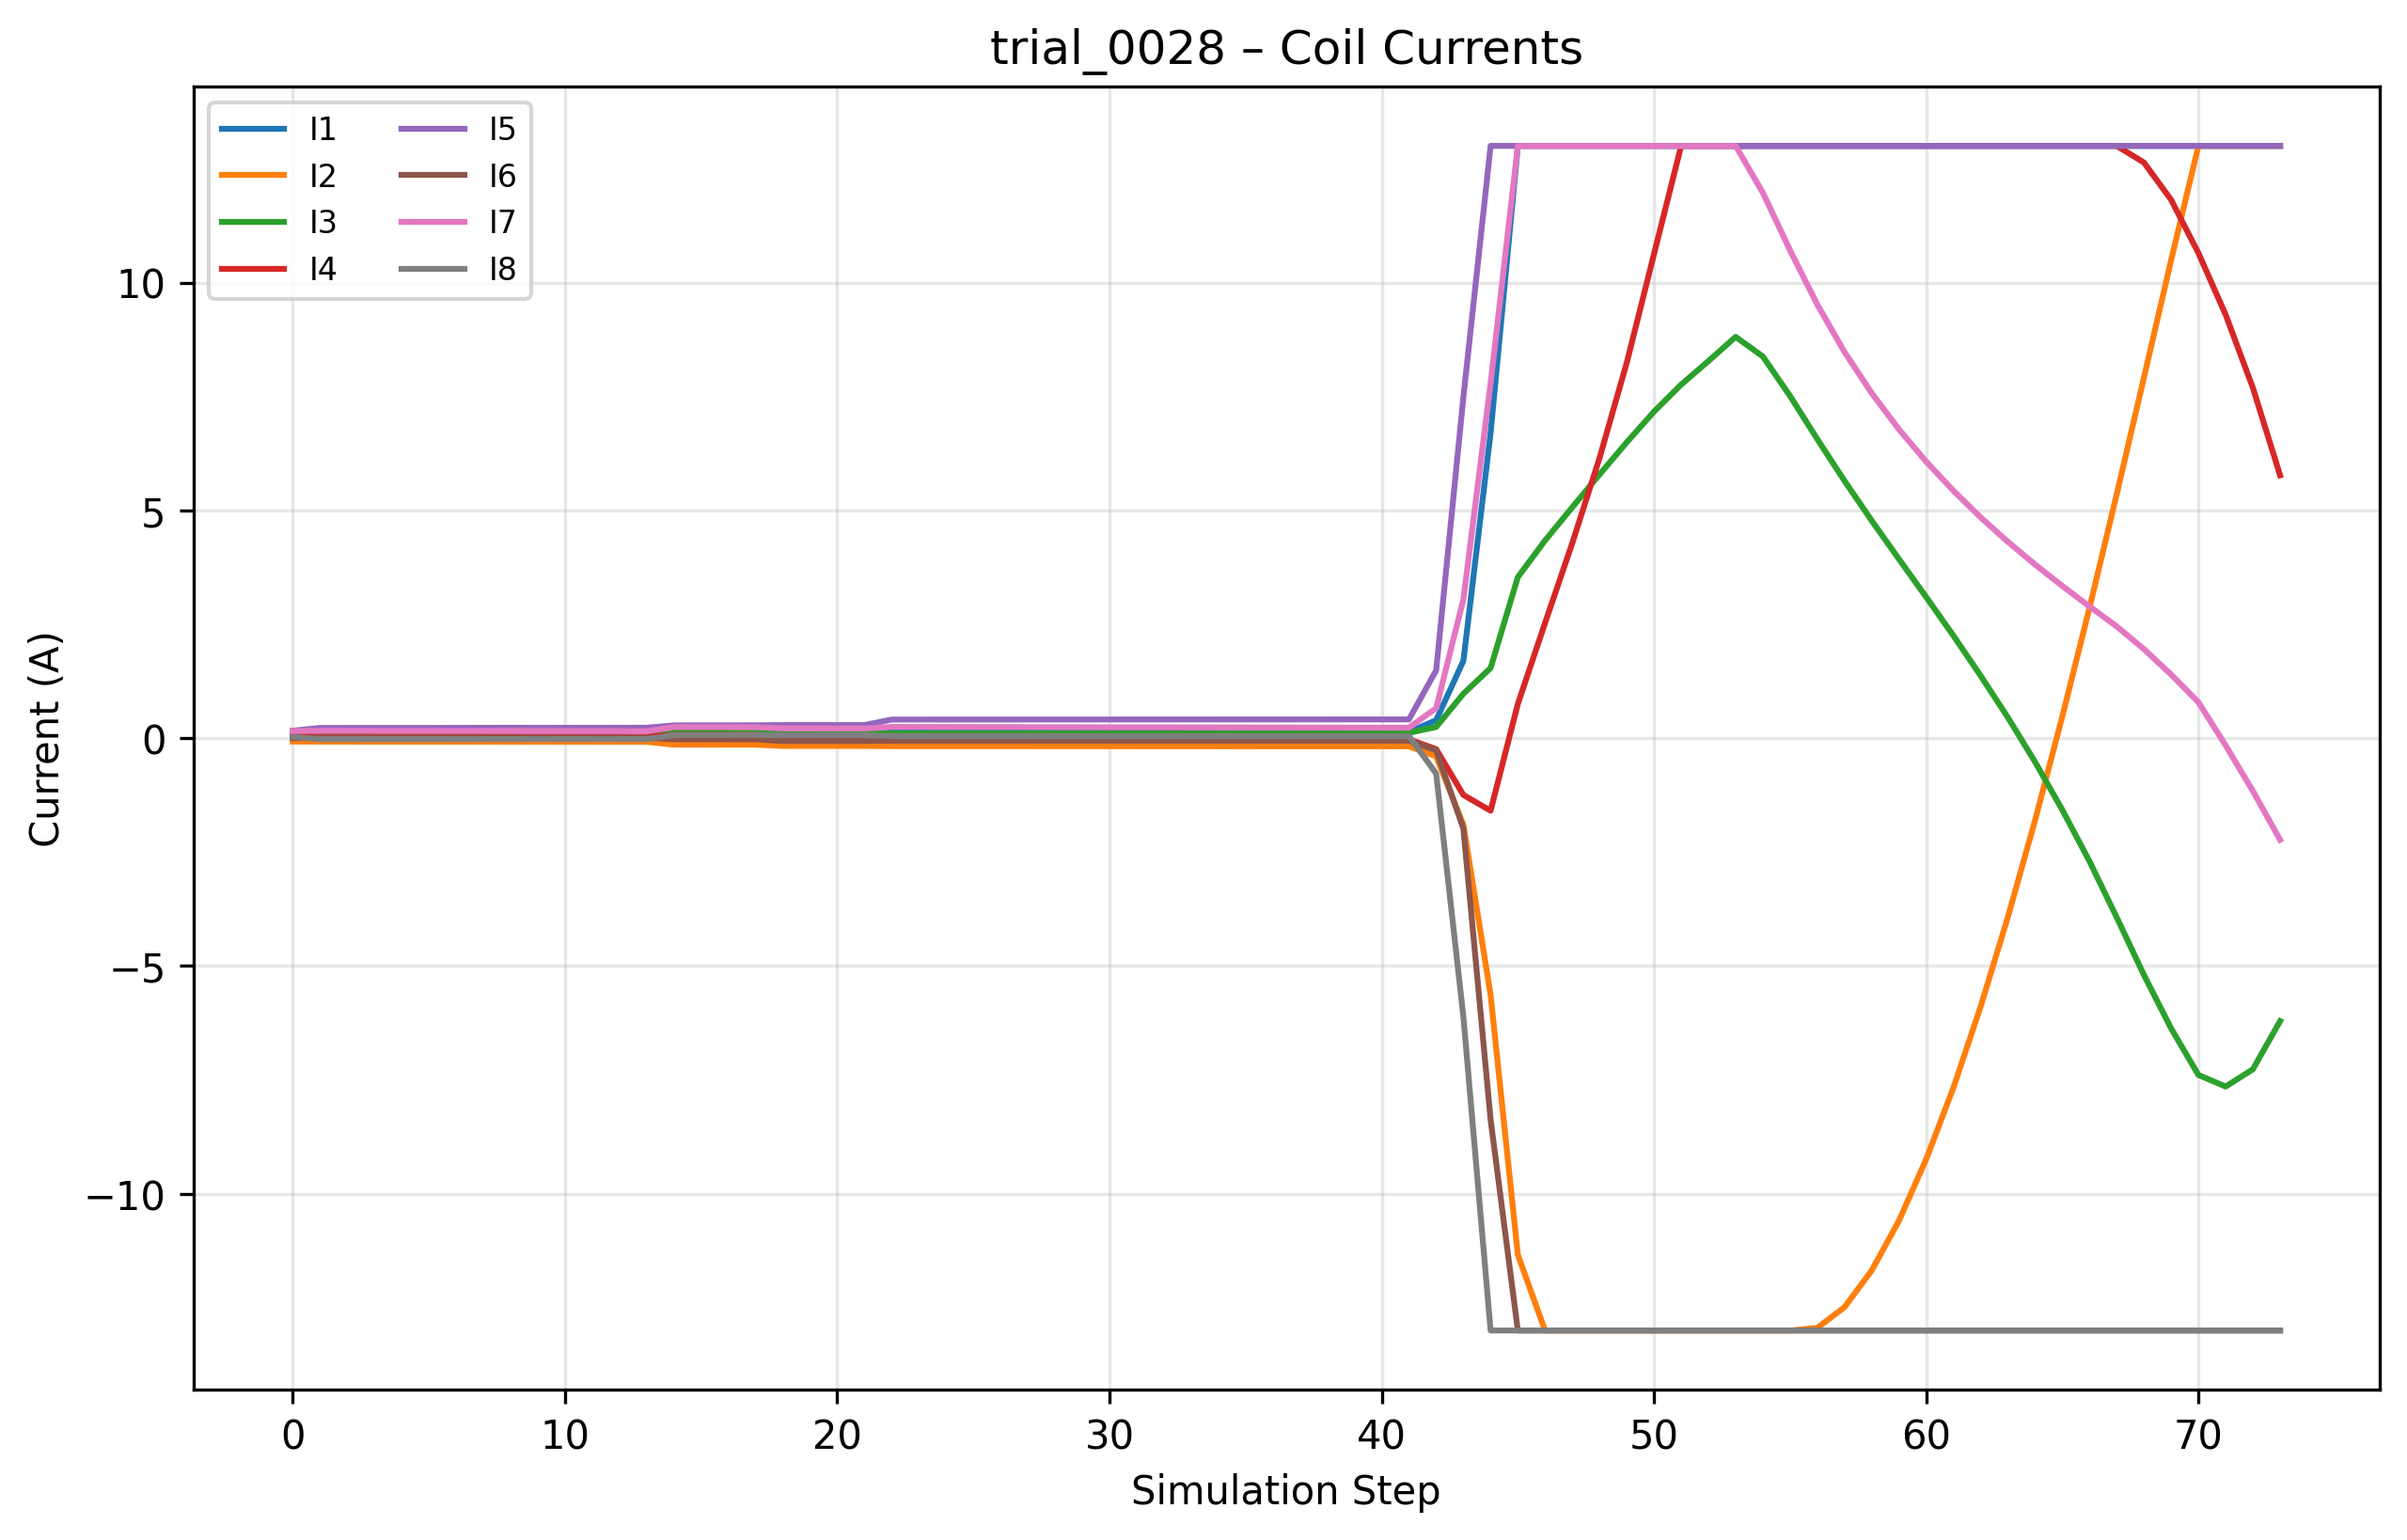 trial_0028 – Coil Currents
I1 I5
I2 I6
I3 I7
I4 I8
10
5
0
−5
−10
Current (A)
0 10 20 30 40 50 60 70
Simulation Step